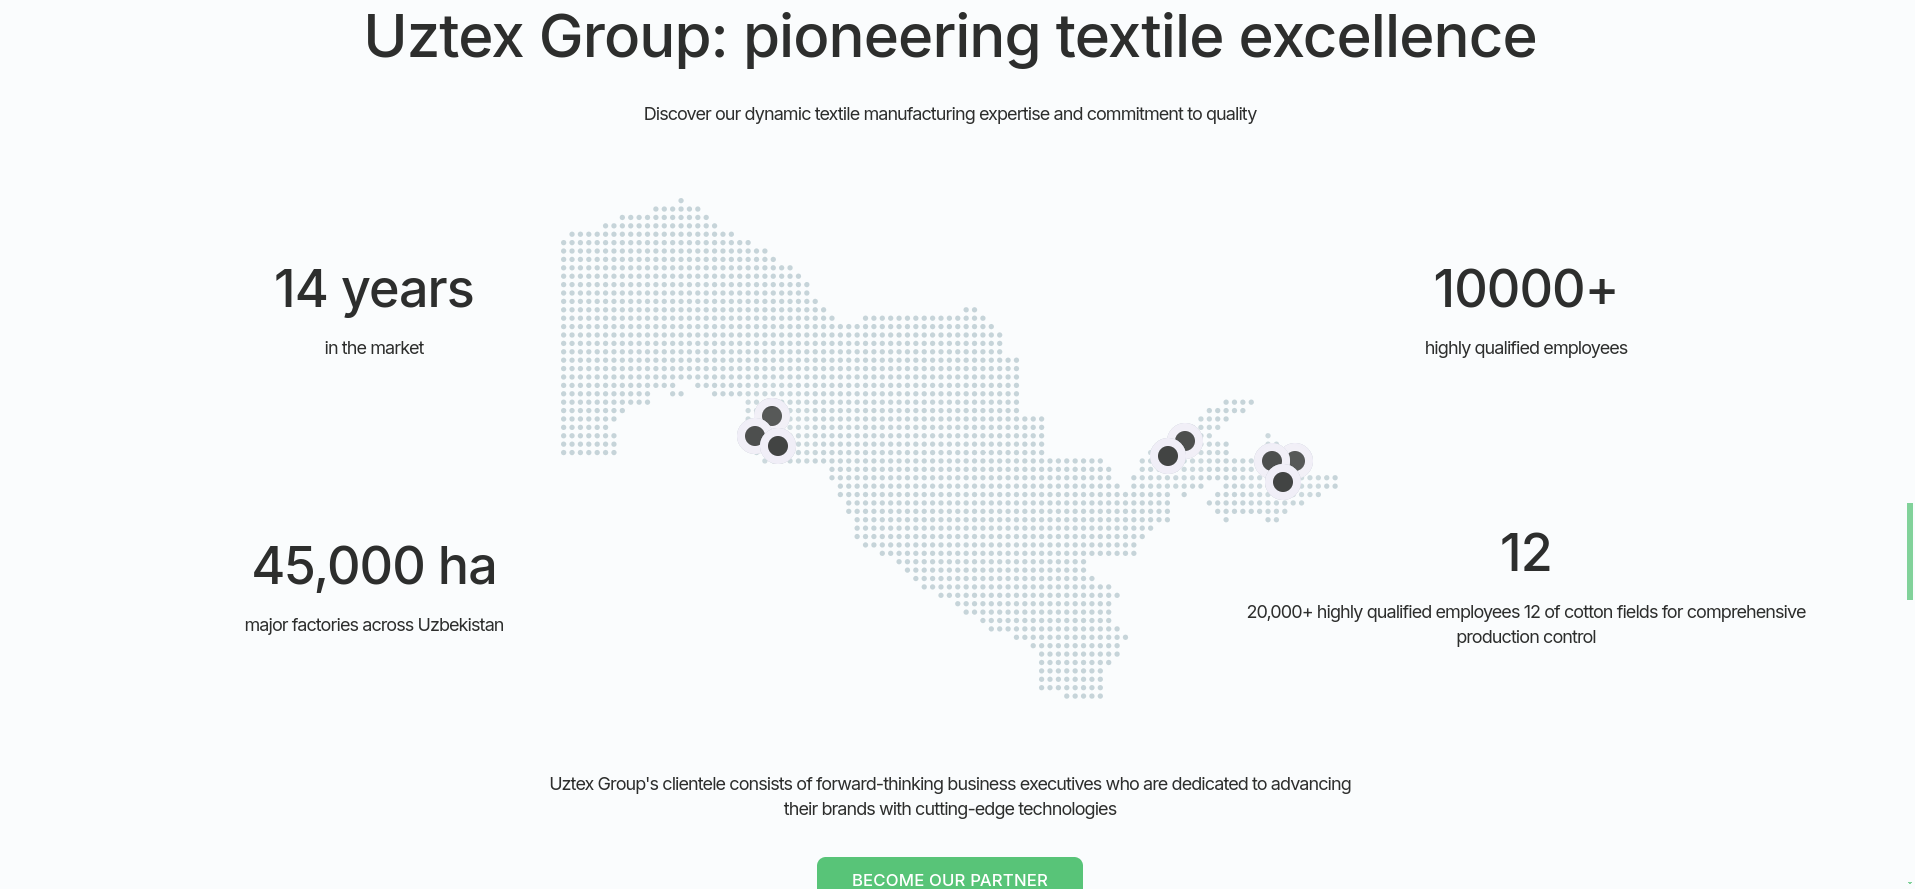 Uztex Group: pioneering textile excellence
Discover our dynamic textile manufacturing expertise and commitment to quality
14 years
in the market
10000+
highly qualified employees
45,000 ha
major factories across Uzbekistan
12
20,000+ highly qualified employees 12 of cotton fields for comprehensive
production control
Uztex Group's clientele consists of forward-thinking business executives who are dedicated to advancing
their brands with cutting-edge technologies
BECOME OUR PARTNER